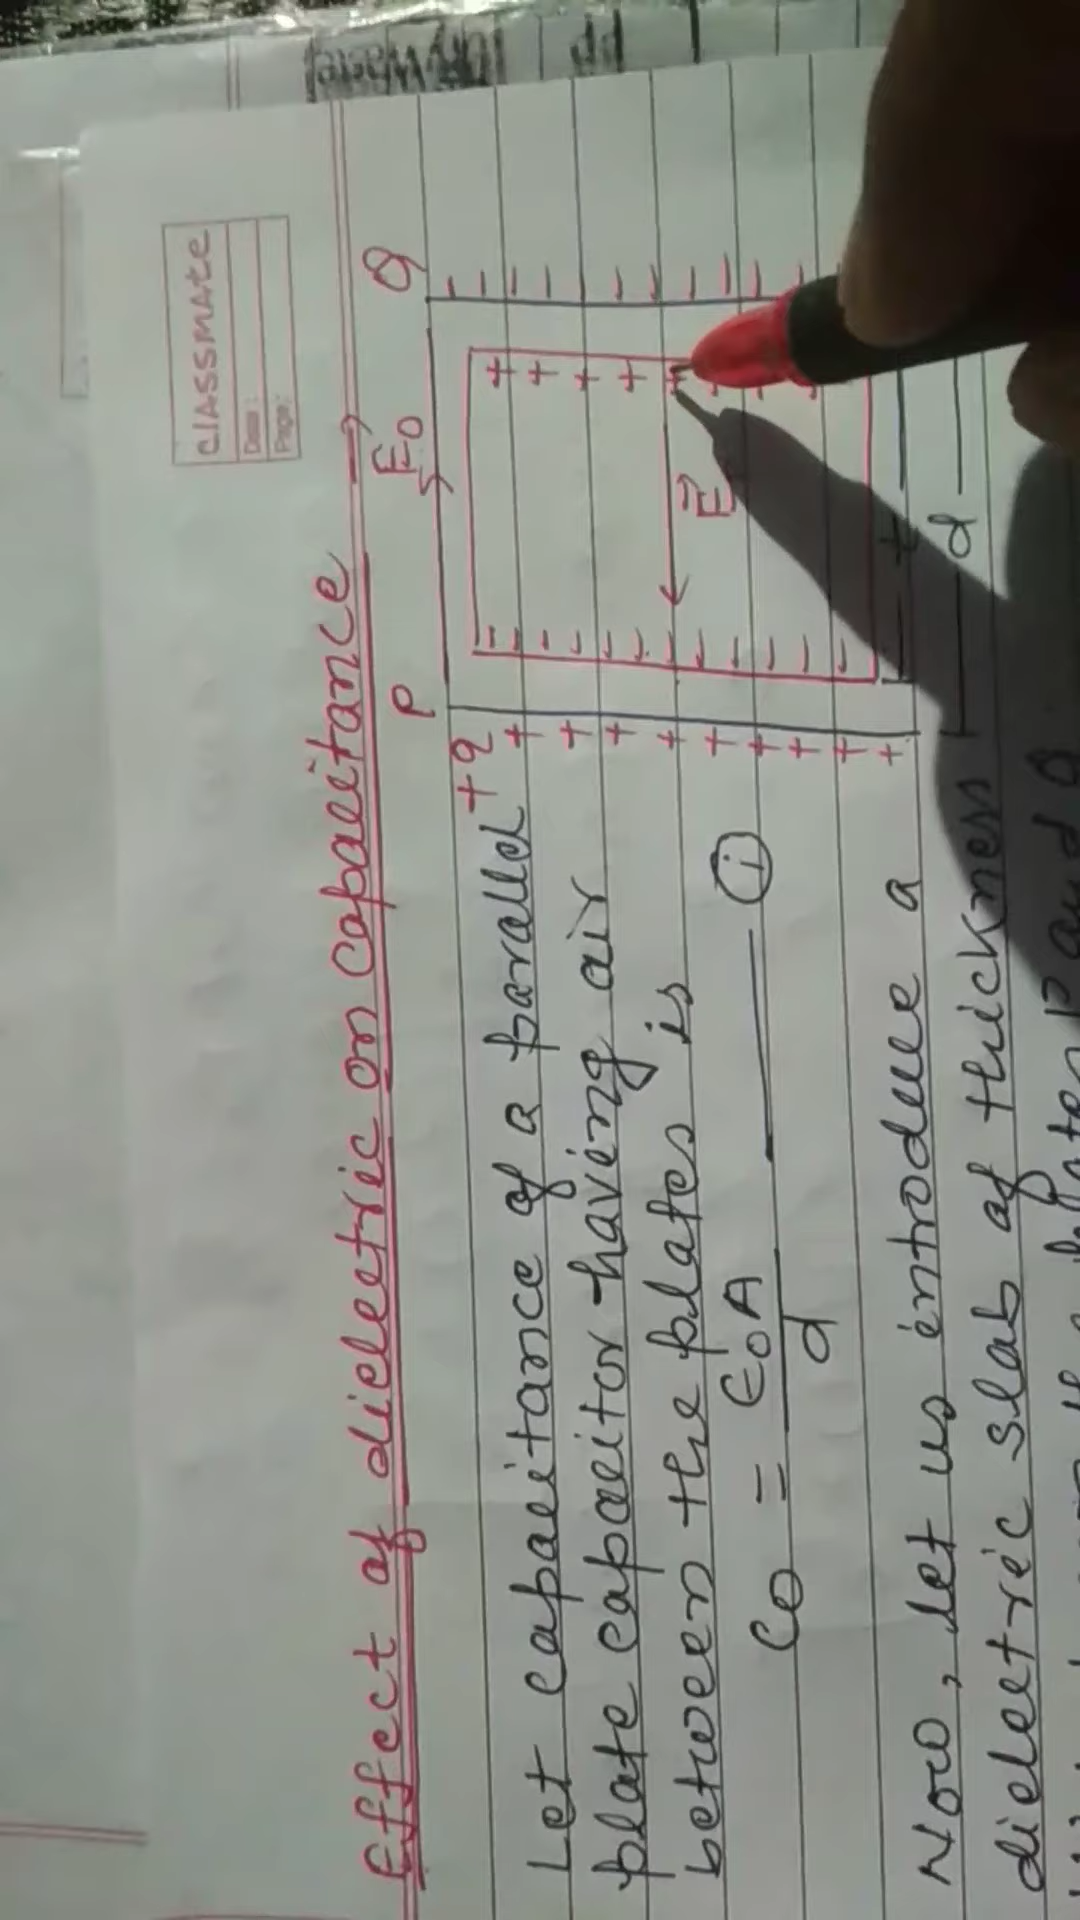 classmate
Date :
Page:
Effect of dielectric on capacitance →
Let capacitance of a parallel
plate capacitor having air
between the plates is
C0 = ϵ0A / d ——— (i)
Now, let us introduce a
dielectric slab of thickness
P
E0
Q
+q
E
t
d